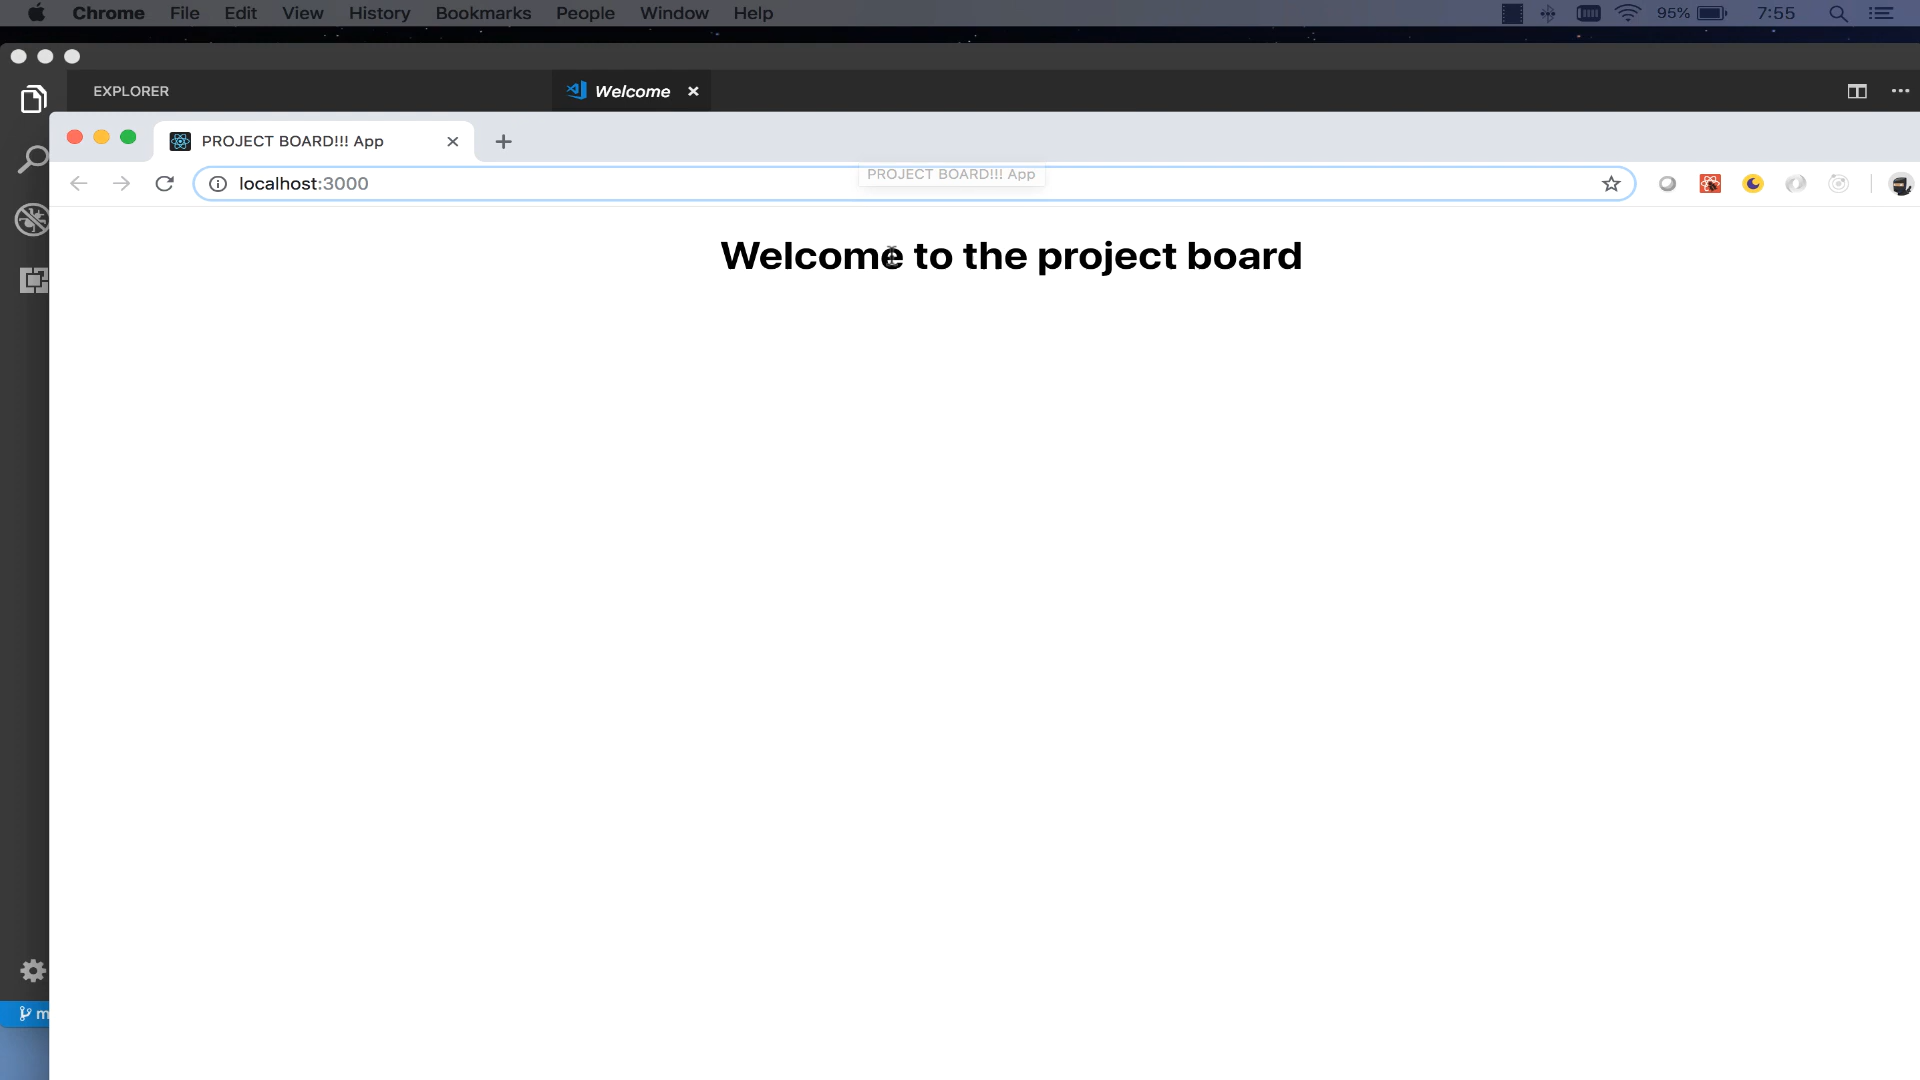 Chrome File Edit View History Bookmarks People Window Help 95% 7:55
EXPLORER Welcome
PROJECT BOARD!!! App
localhost:3000
PROJECT BOARD!!! App
Welcome to the project board
m